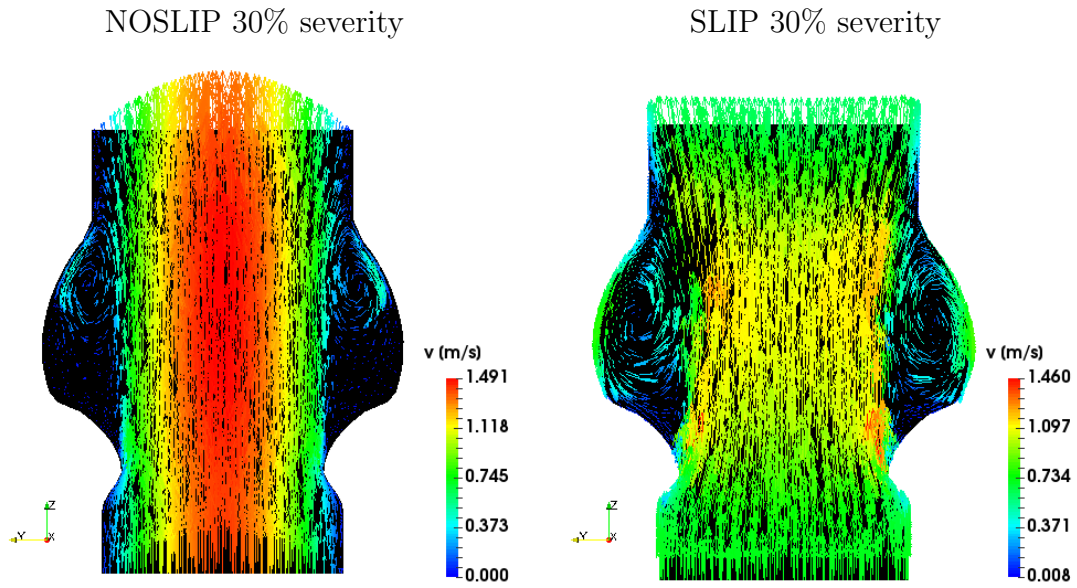 NOSLIP 30% severity
SLIP 30% severity
v (m/s)
1.491
1.118
0.745
0.373
0.000
Z
Y
X
v (m/s)
1.460
1.097
0.734
0.371
0.008
Z
Y
X